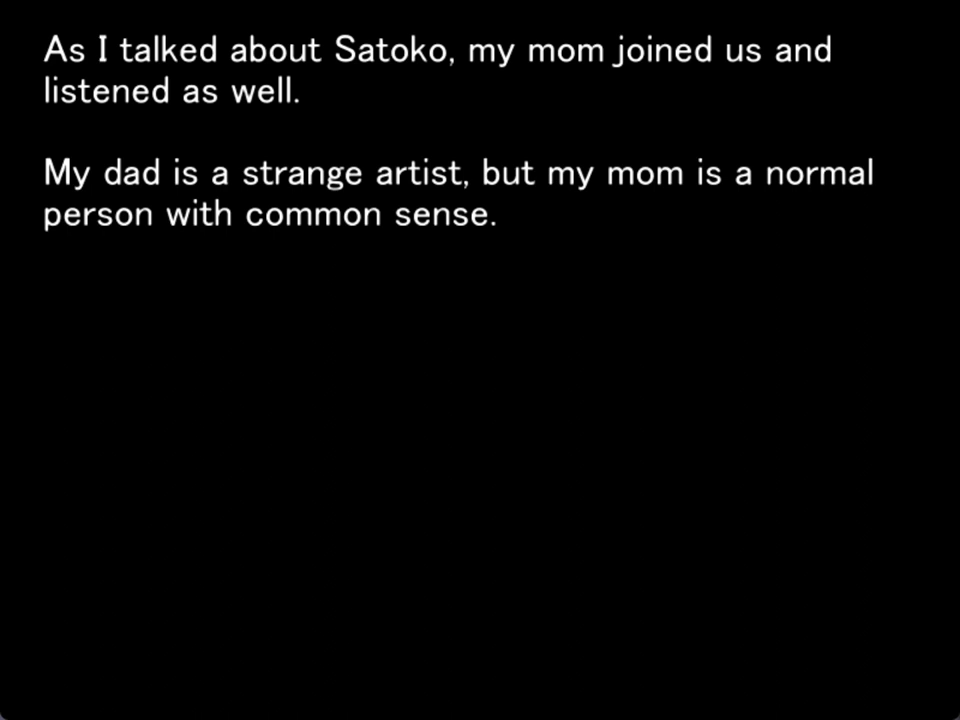 As I talked about Satoko, my mom joined us and
listened as well.
My dad is a strange artist, but my mom is a normal
person with common sense.